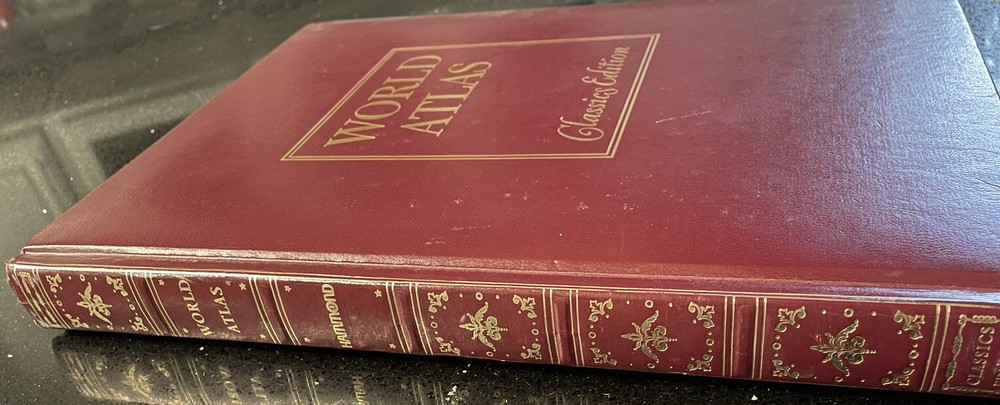 WORLD
ATLAS
Classics Edition
WORLD
ATLAS
HAMMOND
CLASSICS